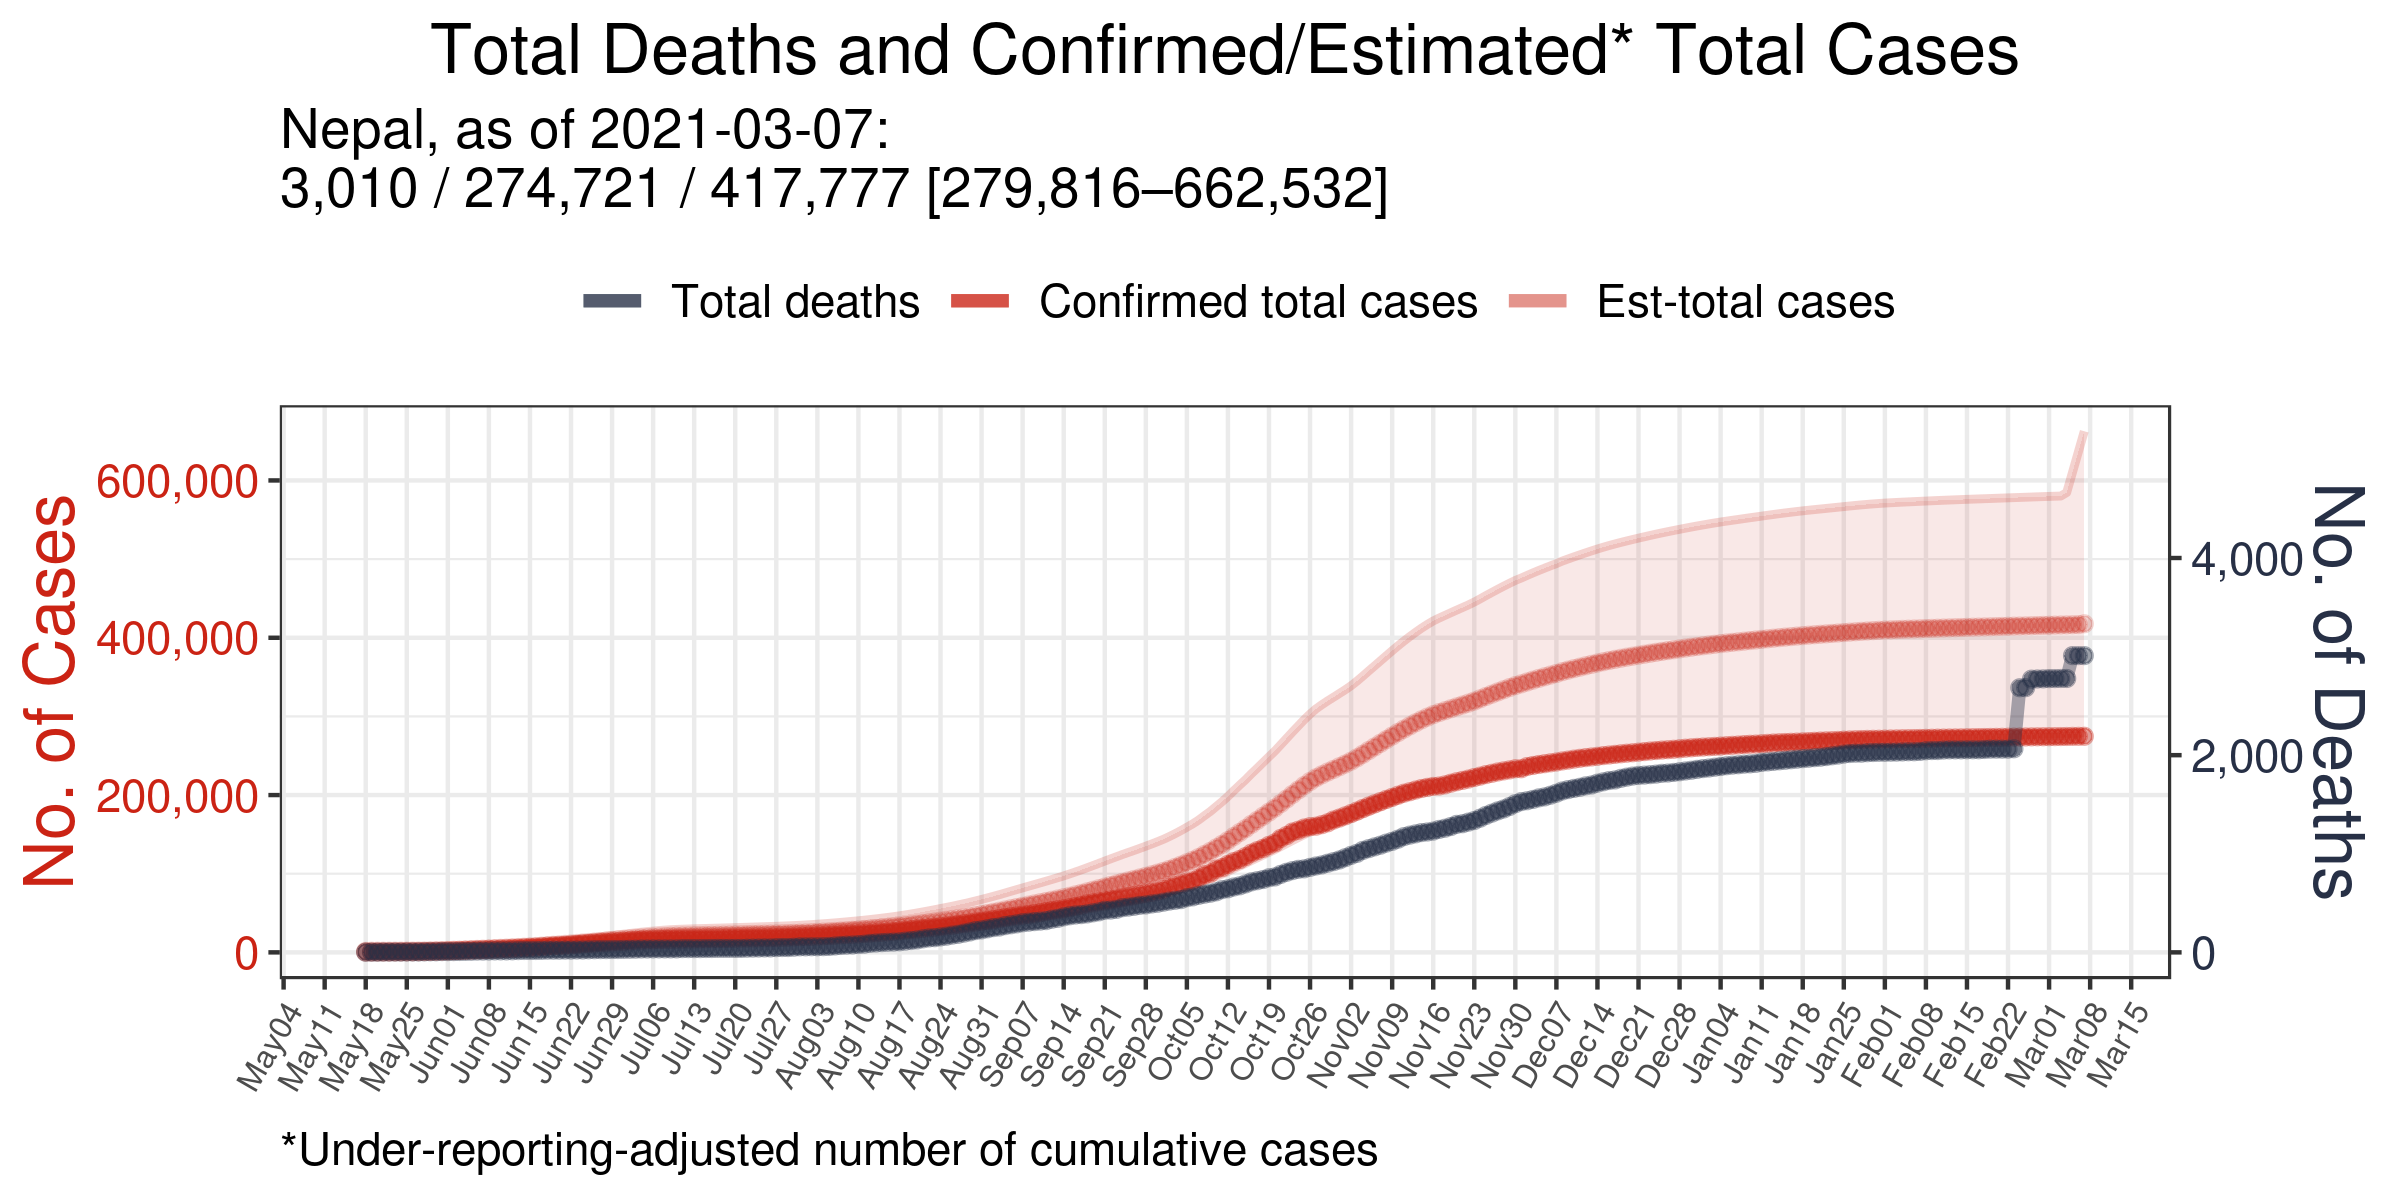 Total Deaths and Confirmed/Estimated* Total Cases
Nepal, as of 2021-03-07:
3,010 / 274,721 / 417,777 [279,816–662,532]
Total deaths
Confirmed total cases
Est-total cases
No. of Cases
600,000
400,000
200,000
0
4,000
2,000
0
No. of Deaths
May04
May11
May18
May25
Jun01
Jun08
Jun15
Jun22
Jun29
Jul06
Jul13
Jul20
Jul27
Aug03
Aug10
Aug17
Aug24
Aug31
Sep07
Sep14
Sep21
Sep28
Oct05
Oct12
Oct19
Oct26
Nov02
Nov09
Nov16
Nov23
Nov30
Dec07
Dec14
Dec21
Dec28
Jan04
Jan11
Jan18
Jan25
Feb01
Feb08
Feb15
Feb22
Mar01
Mar08
Mar15
*Under-reporting-adjusted number of cumulative cases